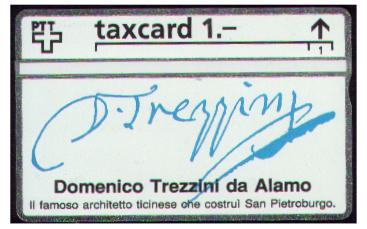 PTT taxcard 1.–
1
D. Trezzini
Domenico Trezzini da Alamo
Il famoso architetto ticinese che costruì San Pietroburgo.